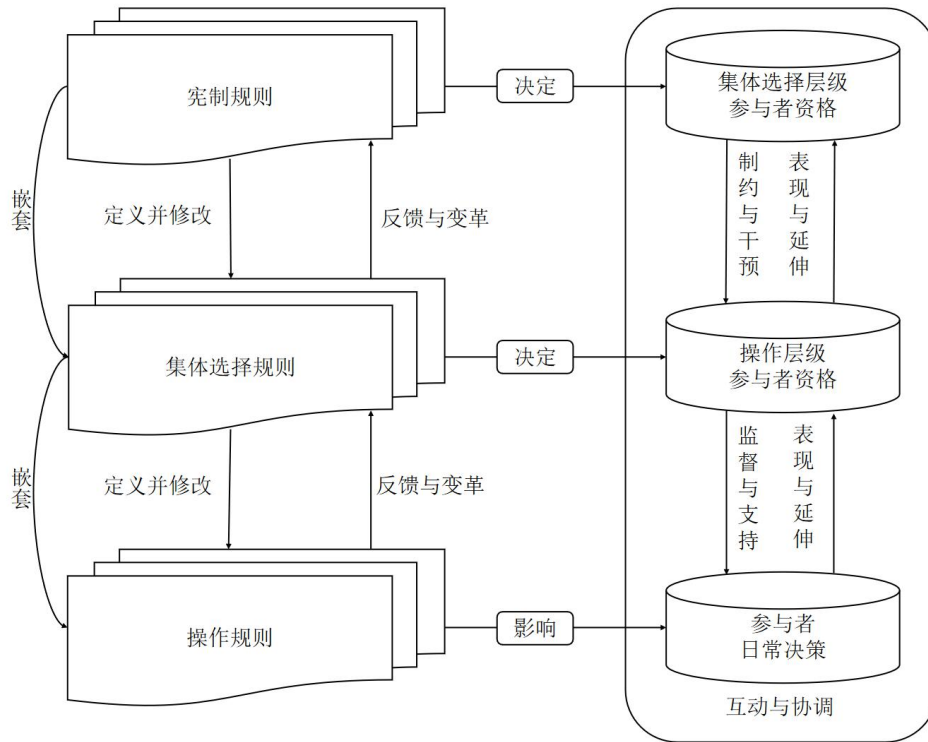 宪制规则
决定
集体选择层级
参与者资格
嵌套
定义并修改
反馈与变革
制约与干预
表现与延伸
集体选择规则
决定
操作层级
参与者资格
嵌套
定义并修改
反馈与变革
监督与支持
表现与延伸
操作规则
影响
参与者
日常决策
互动与协调